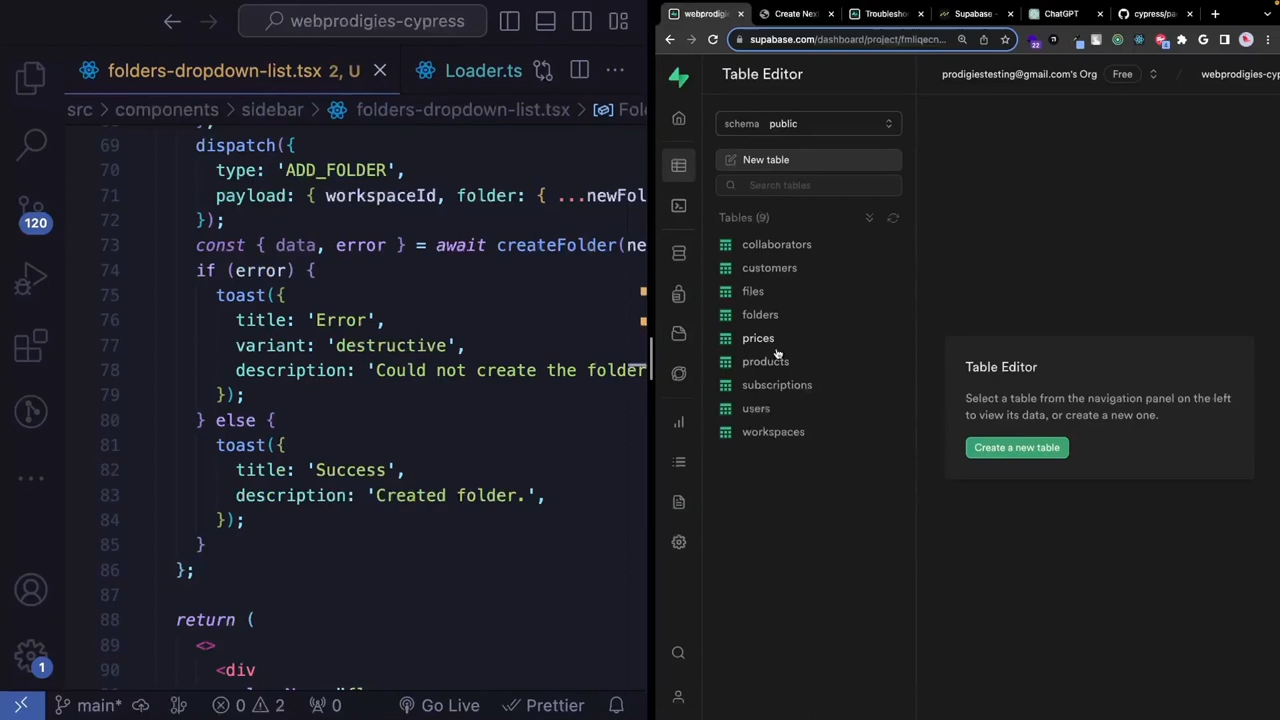 webprodigies-cypress
folders-dropdown-list.tsx 2, U
Loader.ts
src > components > sidebar > folders-dropdown-list.tsx > Fol
69 dispatch({
70 type: 'ADD_FOLDER',
71 payload: { workspaceId, folder: { ...newFol
72 });
73 const { data, error } = await createFolder(ne
74 if (error) {
75 toast({
76 title: 'Error',
77 variant: 'destructive',
78 description: 'Could not create the folder
79 });
80 } else {
81 toast({
82 title: 'Success',
83 description: 'Created folder.',
84 });
85 }
86 };
87
88 return (
89 <>
90 <div
120
1
main*
0 2
0
Go Live
Prettier
webprodigi
Create Next
Troublesho
Supabase
ChatGPT
cypress/pa
supabase.com/dashboard/project/fmliqecn...
22
4
Table Editor
prodigiestesting@gmail.com's Org
Free
/
webprodigies-cyp
schema public
New table
Search tables
Tables (9)
collaborators
customers
files
folders
prices
products
subscriptions
users
workspaces
Table Editor
Select a table from the navigation panel on the left
to view its data, or create a new one.
Create a new table